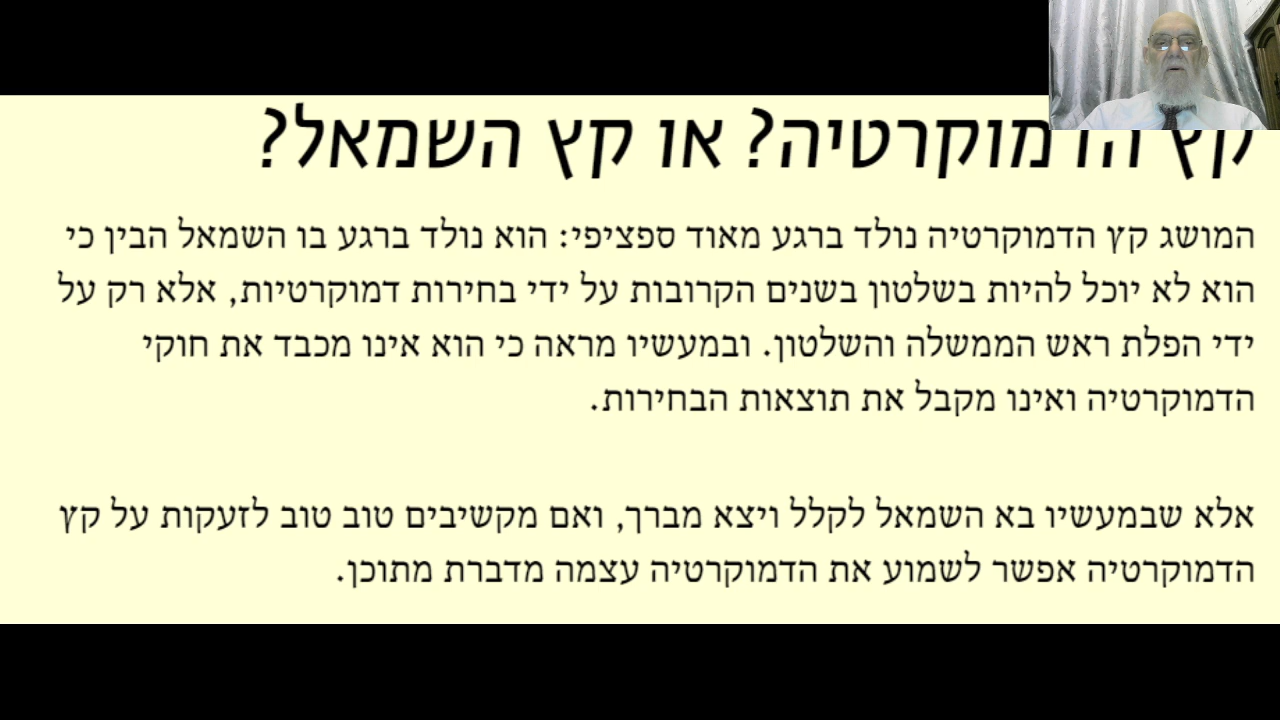 קץ הדמוקרטיה? או קץ השמאל?
המושג קץ הדמוקרטיה נולד ברגע מאוד ספציפי: הוא נולד ברגע בו השמאל הבין כי
הוא לא יוכל להיות בשלטון בשנים הקרובות על ידי בחירות דמוקרטיות, אלא רק על
ידי הפלת ראש הממשלה והשלטון. ובמעשיו מראה כי הוא אינו מכבד את חוקי
הדמוקרטיה ואינו מקבל את תוצאות הבחירות.
אלא שבמעשיו בא השמאל לקלל ויצא מברך, ואם מקשיבים טוב טוב לזעקות על קץ
הדמוקרטיה אפשר לשמוע את הדמוקרטיה עצמה מדברת מתוכן.